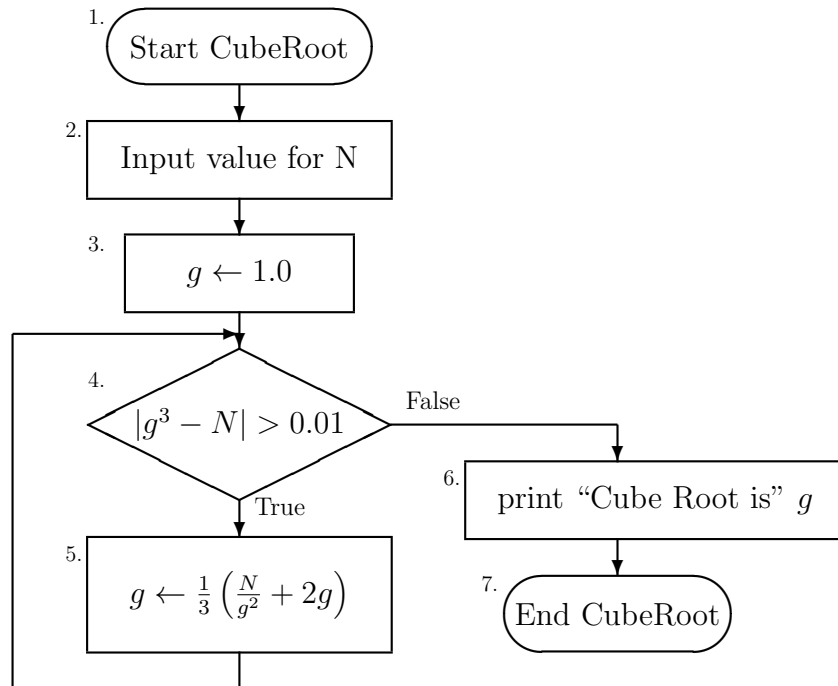 1.
Start CubeRoot
2.
Input value for N
3.
g ← 1.0
4.
|g³ − N| > 0.01
False
True
5.
g ← 1/3 (N/g² + 2g)
6.
print “Cube Root is” g
7.
End CubeRoot